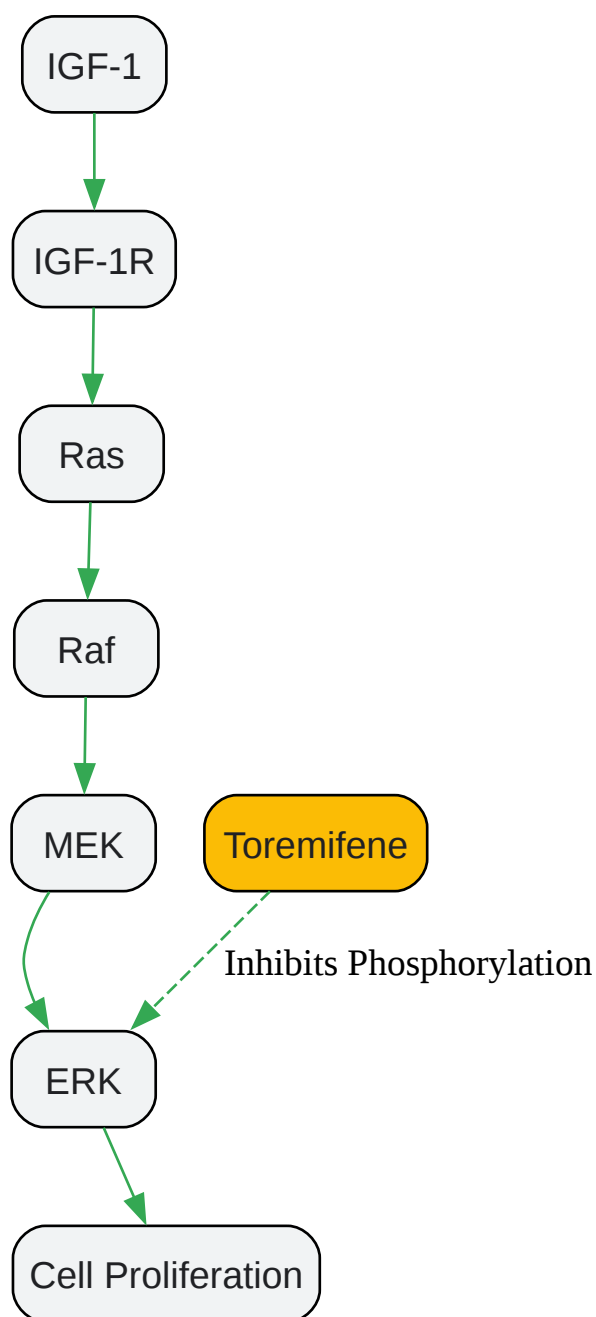 IGF-1
IGF-1R
Ras
Raf
MEK
Toremifene
Inhibits Phosphorylation
ERK
Cell Proliferation